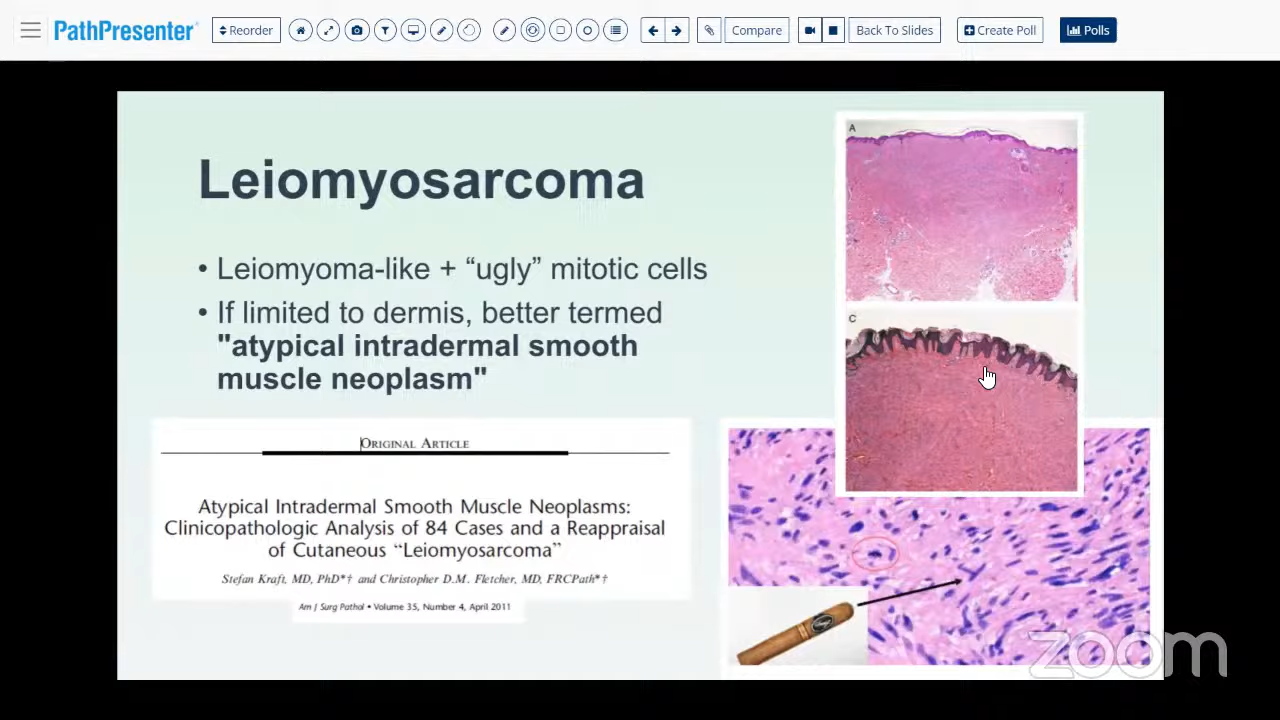 PathPresenter
Reorder
Compare
Back To Slides
Create Poll
Polls
Leiomyosarcoma
• Leiomyoma-like + “ugly” mitotic cells
• If limited to dermis, better termed
"atypical intradermal smooth
muscle neoplasm"
ORIGINAL ARTICLE
Atypical Intradermal Smooth Muscle Neoplasms:
Clinicopathologic Analysis of 84 Cases and a Reappraisal
of Cutaneous “Leiomyosarcoma”
Stefan Kraft, MD, PhD*† and Christopher D.M. Fletcher, MD, FRCPath*†
Am J Surg Pathol • Volume 35, Number 4, April 2011
A
C
zoom